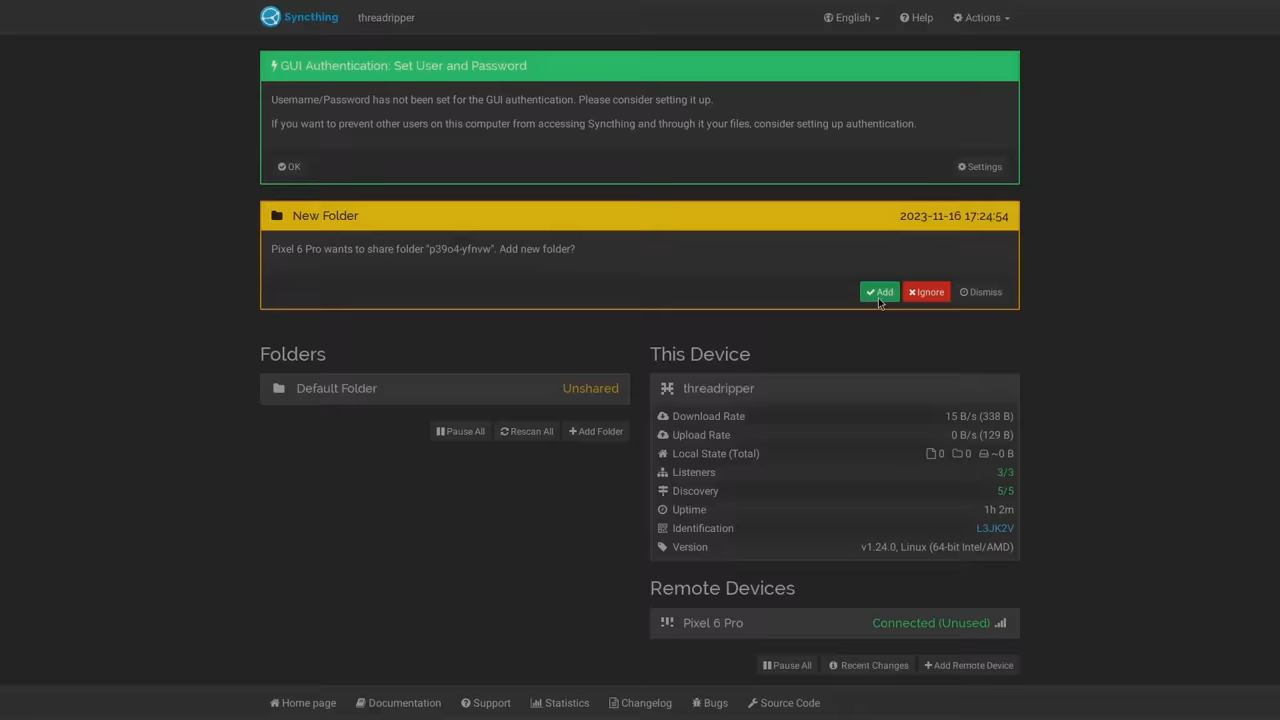 Syncthing threadripper English Help Actions
GUI Authentication: Set User and Password
Username/Password has not been set for the GUI authentication. Please consider setting it up.
If you want to prevent other users on this computer from accessing Syncthing and through it your files, consider setting up authentication.
OK Settings
New Folder 2023-11-16 17:24:54
Pixel 6 Pro wants to share folder "p39o4-yfnvw". Add new folder?
Add Ignore Dismiss
Folders
Default Folder Unshared
Pause All Rescan All Add Folder
This Device
threadripper
Download Rate 15 B/s (338 B)
Upload Rate 0 B/s (129 B)
Local State (Total) 0 0 ~0 B
Listeners 3/3
Discovery 5/5
Uptime 1h 2m
Identification L3JK2V
Version v1.24.0, Linux (64-bit Intel/AMD)
Remote Devices
Pixel 6 Pro Connected (Unused)
Pause All Recent Changes Add Remote Device
Home page Documentation Support Statistics Changelog Bugs Source Code